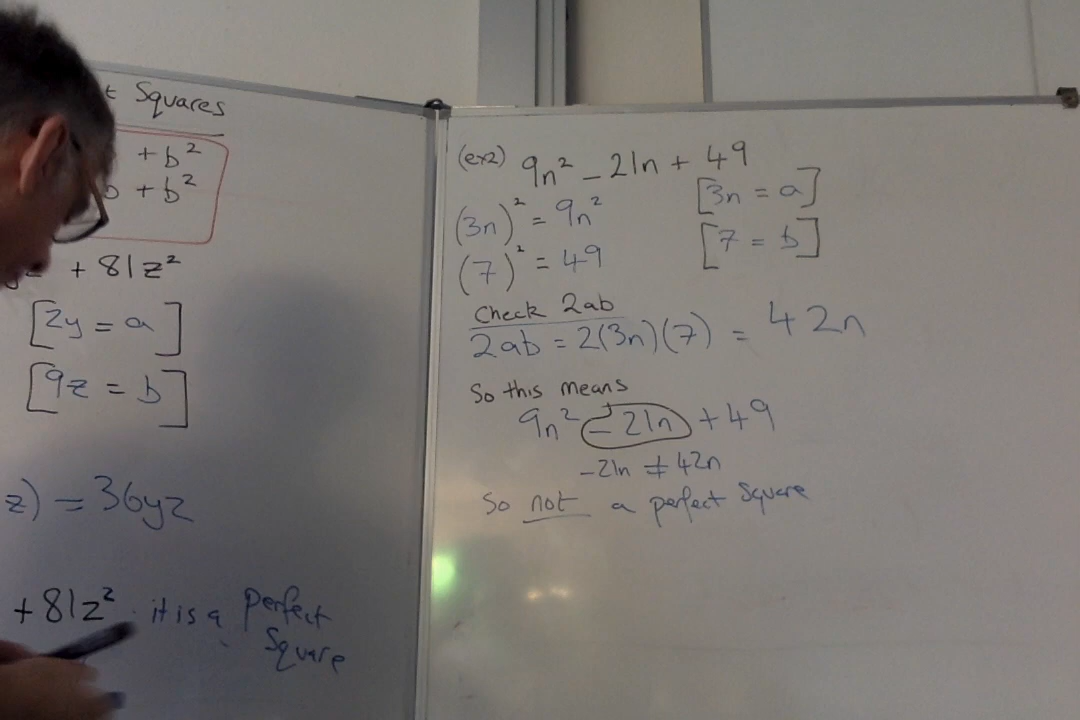 t Squares
+ b²
+ b²
+ 81z²
[2y = a]
[9z = b]
z) = 36yz
+81z² . it is a perfect
Square
(ex2) 9n² - 21n + 49
(3n)² = 9n² [3n = a]
(7)² = 49 [7 = b]
Check 2ab
2ab = 2(3n)(7) = 42n
So this means
9n² - 21n + 49
-21n ≠ 42n
So not a perfect Square